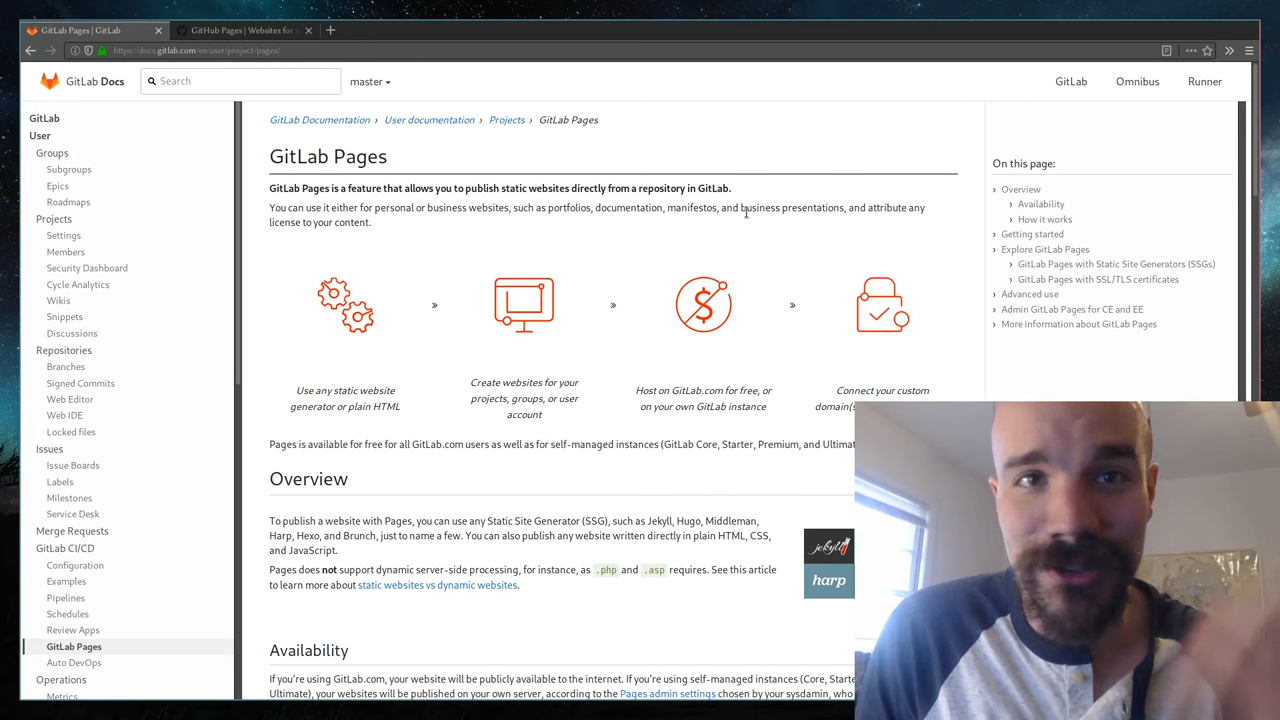 GitLab Pages | GitLab
GitHub Pages | Websites for
https://docs.gitlab.com/ee/user/project/pages/
GitLab Docs
Search
master
GitLab
Omnibus
Runner
GitLab
User
Groups
Subgroups
Epics
Roadmaps
Projects
Settings
Members
Security Dashboard
Cycle Analytics
Wikis
Snippets
Discussions
Repositories
Branches
Signed Commits
Web Editor
Web IDE
Locked files
Issues
Issue Boards
Labels
Milestones
Service Desk
Merge Requests
GitLab CI/CD
Configuration
Examples
Pipelines
Schedules
Review Apps
GitLab Pages
Auto DevOps
Operations
Metrics
GitLab Documentation › User documentation › Projects › GitLab Pages
GitLab Pages
GitLab Pages is a feature that allows you to publish static websites directly from a repository in GitLab.
You can use it either for personal or business websites, such as portfolios, documentation, manifestos, and business presentations, and attribute any
license to your content.
Use any static website
generator or plain HTML
»
Create websites for your
projects, groups, or user
account
»
Host on GitLab.com for free, or
on your own GitLab instance
»
Connect your custom
domain(s)
Pages is available for free for all GitLab.com users as well as for self-managed instances (GitLab Core, Starter, Premium, and Ultimat
Overview
To publish a website with Pages, you can use any Static Site Generator (SSG), such as Jekyll, Hugo, Middleman,
Harp, Hexo, and Brunch, just to name a few. You can also publish any website written directly in plain HTML, CSS,
and JavaScript.
Pages does not support dynamic server-side processing, for instance, as .php and .asp requires. See this article
to learn more about static websites vs dynamic websites.
jekyll
harp
Availability
If you're using GitLab.com, your website will be publicly available to the internet. If you're using self-managed instances (Core, Starte
Ultimate), your websites will be published on your own server, according to the Pages admin settings chosen by your sysdamin, who
On this page:
› Overview
› Availability
› How it works
› Getting started
› Explore GitLab Pages
› GitLab Pages with Static Site Generators (SSGs)
› GitLab Pages with SSL/TLS certificates
› Advanced use
› Admin GitLab Pages for CE and EE
› More information about GitLab Pages